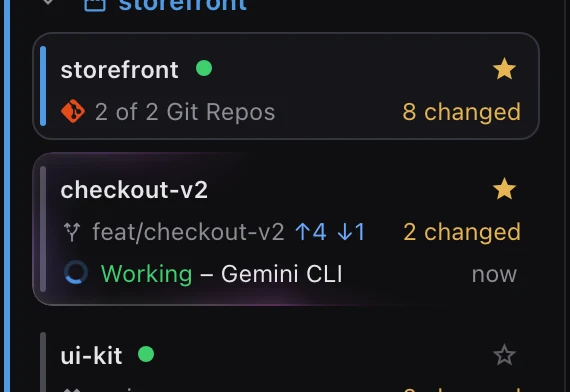 storefront
storefront
2 of 2 Git Repos 8 changed
checkout-v2
feat/checkout-v2 ↑4 ↓1 2 changed
Working – Gemini CLI now
ui-kit